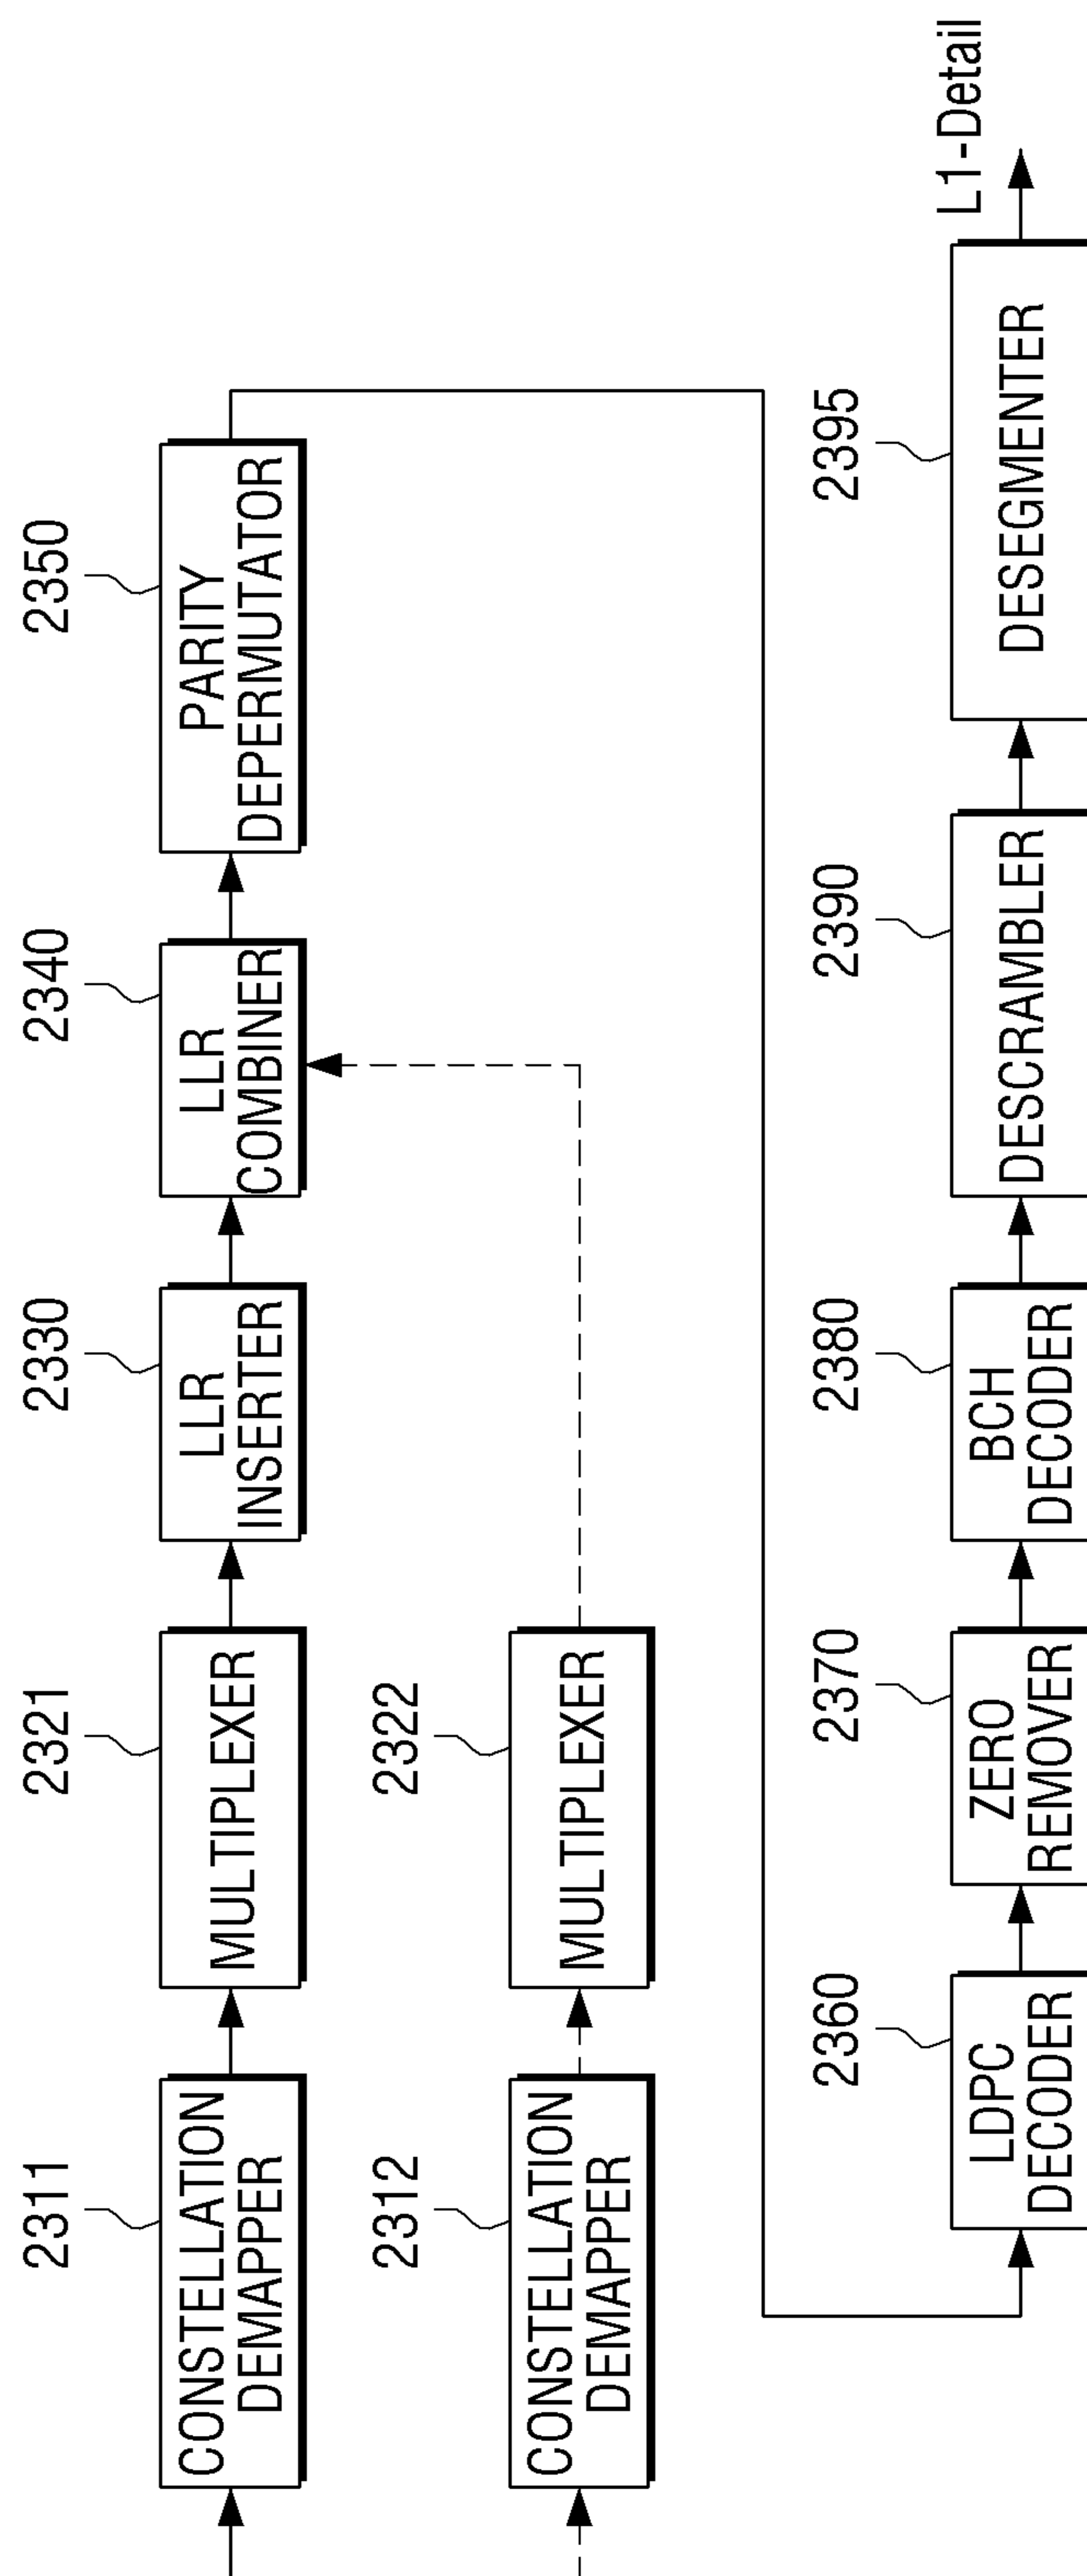 2311
CONSTELLATION
DEMAPPER
2321
MULTIPLEXER
2330
LLR
INSERTER
2340
LLR
COMBINER
2350
PARITY
DEPERMUTATOR
2312
CONSTELLATION
DEMAPPER
2322
MULTIPLEXER
2360
LDPC
DECODER
2370
ZERO
REMOVER
2380
BCH
DECODER
2390
DESCRAMBLER
2395
DESEGMENTER
L1-Detail